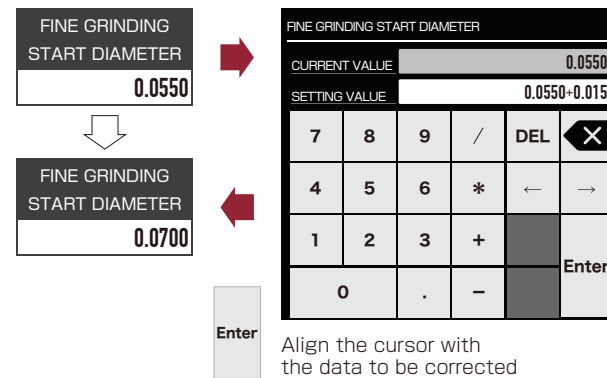 FINE GRINDING
START DIAMETER
0.0550
FINE GRINDING
START DIAMETER
0.0700
FINE GRINDING START DIAMETER
CURRENT VALUE 0.0550
SETTING VALUE 0.0550+0.015
7 8 9 / DEL
4 5 6 * ← →
1 2 3 +
Enter
0 . −
Enter
Align the cursor with
the data to be corrected